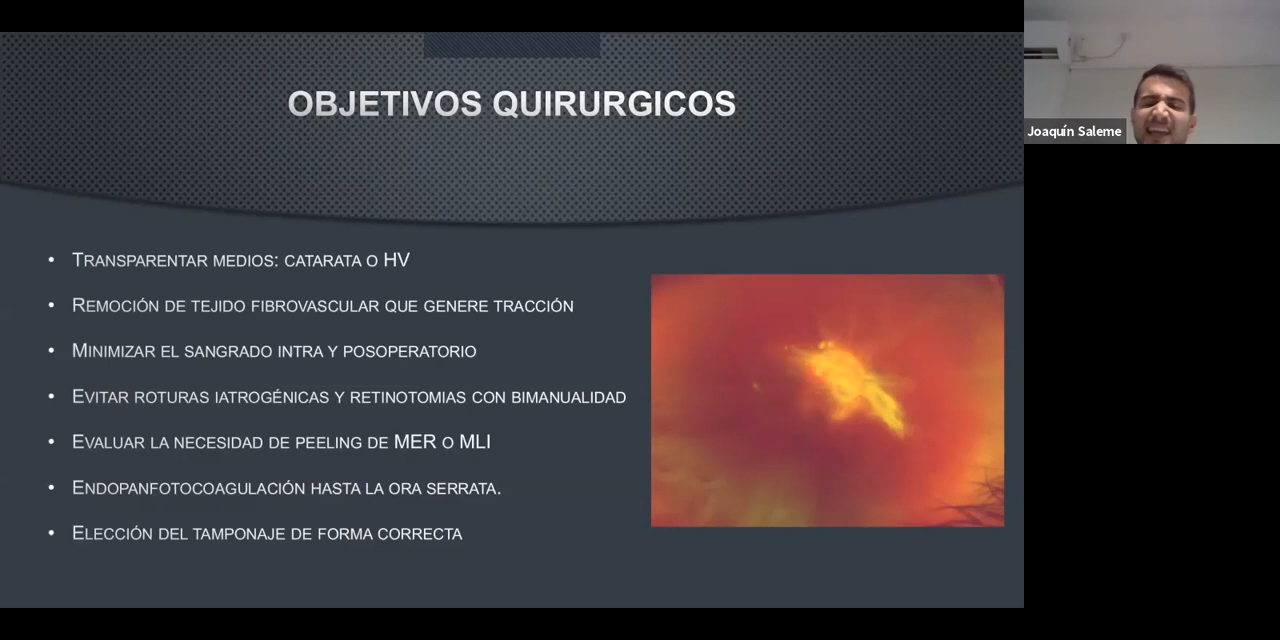 OBJETIVOS QUIRURGICOS
• Transparentar medios: catarata o HV
• Remoción de tejido fibrovascular que genere tracción
• Minimizar el sangrado intra y posoperatorio
• Evitar roturas iatrogénicas y retinotomias con bimanualidad
• Evaluar la necesidad de peeling de MER o MLI
• Endopanfotocoagulación hasta la ora serrata.
• Elección del tamponaje de forma correcta
Joaquín Saleme